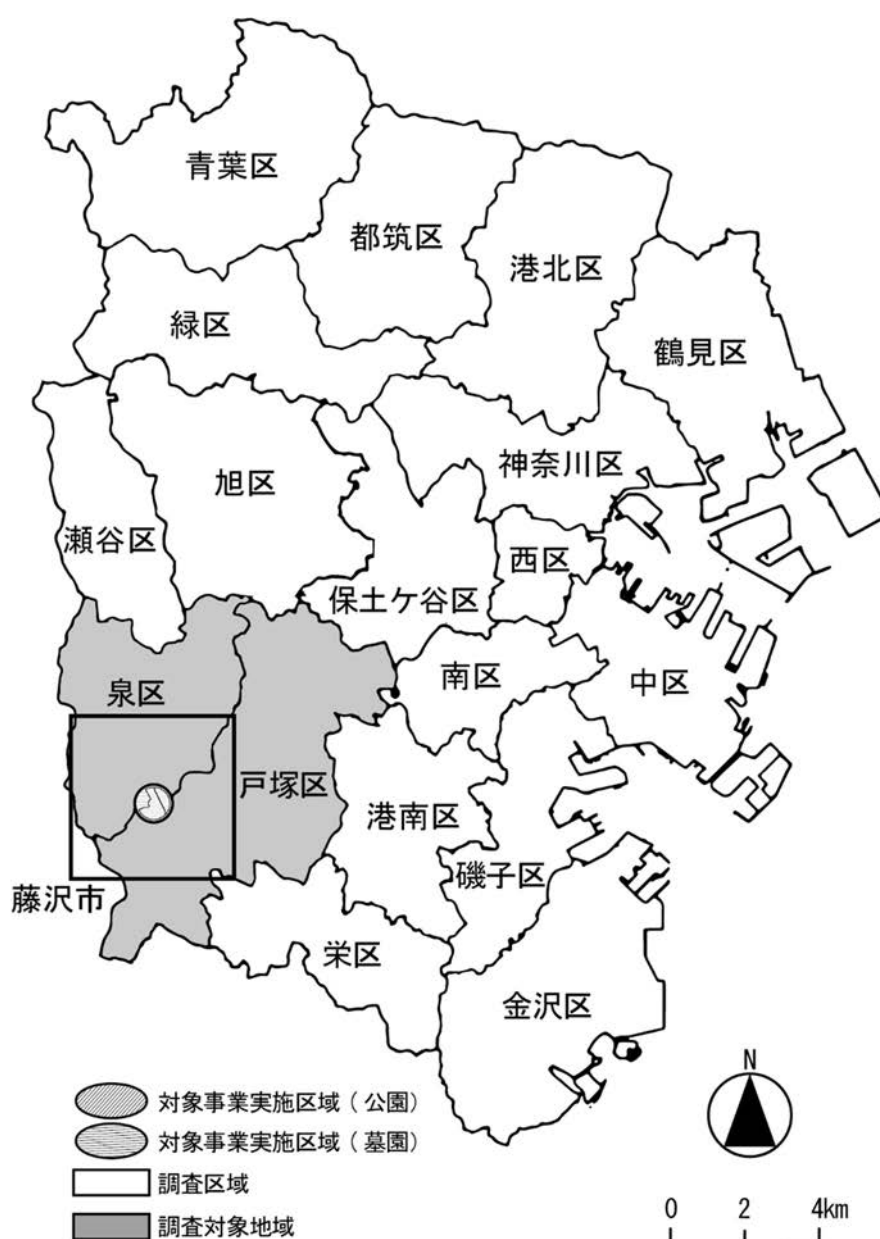 青葉区
都筑区
港北区
緑区
鶴見区
神奈川区
旭区
瀬谷区
西区
保土ケ谷区
南区
中区
泉区
戸塚区
港南区
磯子区
藤沢市
栄区
金沢区
N
対象事業実施区域(公園)
対象事業実施区域(墓園)
調査区域
調査対象地域
0 2 4km